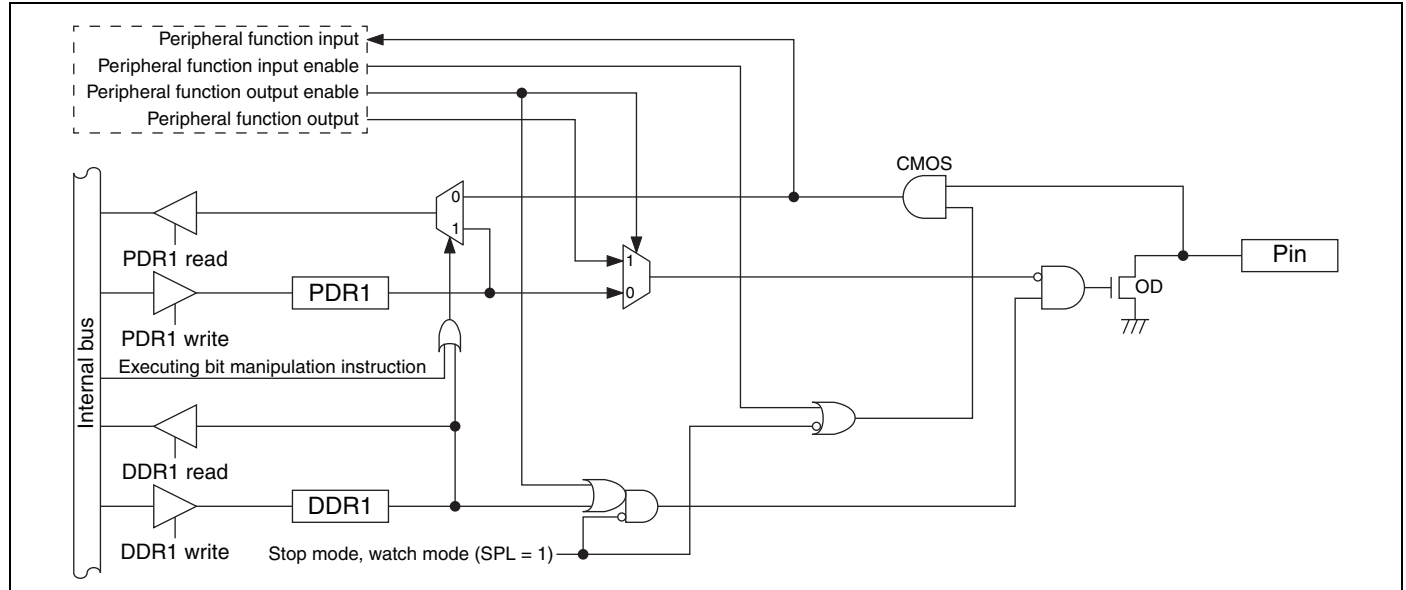 Peripheral function input
Peripheral function input enable
Peripheral function output enable
Peripheral function output
CMOS
0
1
PDR1 read
Pin
1
0
OD
PDR1
PDR1 write
Executing bit manipulation instruction
Internal bus
DDR1 read
DDR1
DDR1 write
Stop mode, watch mode (SPL = 1)